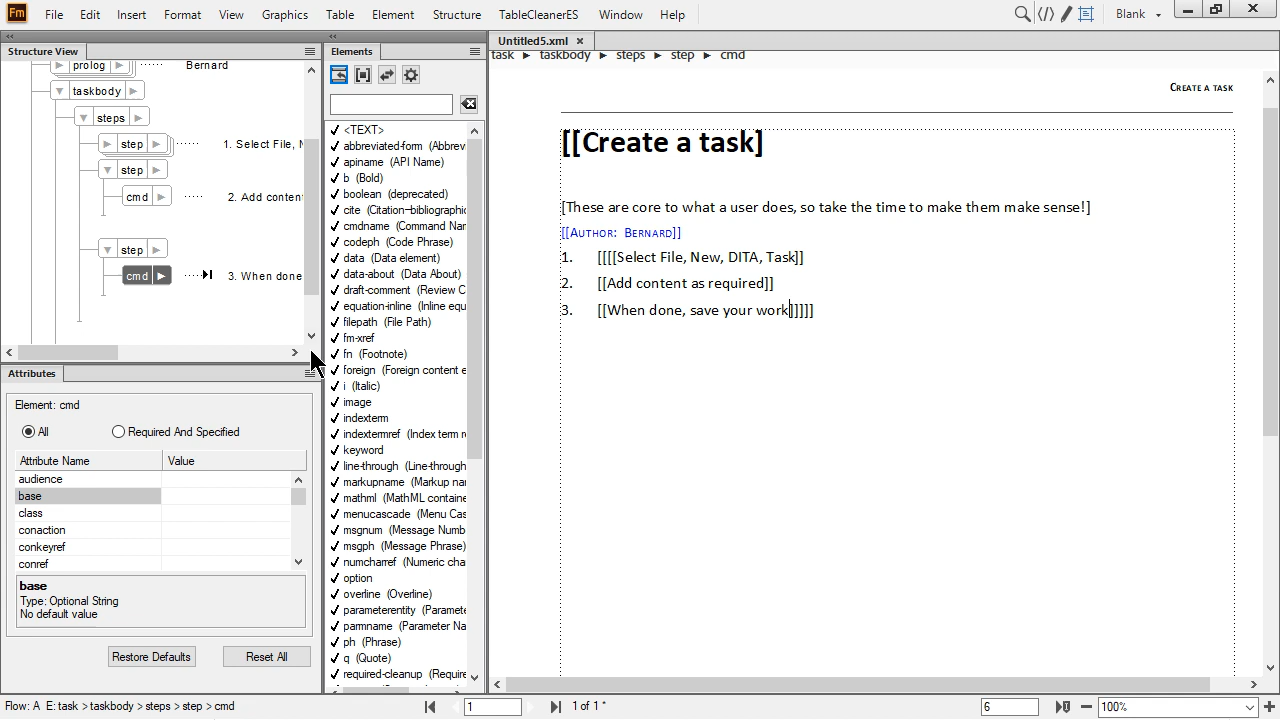 Fm File Edit Insert Format View Graphics Table Element Structure TableCleanerES Window Help Blank
Structure View
prolog Bernard
taskbody
steps
step 1. Select File, N
step
cmd 2. Add content
step
cmd 3. When done
Attributes
Element: cmd
All Required And Specified
Attribute Name Value
audience
base
class
conaction
conkeyref
conref
base
Type: Optional String
No default value
Restore Defaults Reset All
Elements
<TEXT>
abbreviated-form (Abbrev
apiname (API Name)
b (Bold)
boolean (deprecated)
cite (Citation-bibliographic
cmdname (Command Nam
codeph (Code Phrase)
data (Data element)
data-about (Data About)
draft-comment (Review C
equation-inline (Inline equ
filepath (File Path)
fm-xref
fn (Footnote)
foreign (Foreign content e
i (Italic)
image
indexterm
indextermref (Index term re
keyword
line-through (Line-through
markupname (Markup nam
mathml (MathML containe
menucascade (Menu Cas
msgnum (Message Numb
msgph (Message Phrase)
numcharref (Numeric cha
option
overline (Overline)
parameterentity (Paramete
parmname (Parameter Na
ph (Phrase)
q (Quote)
required-cleanup (Require
Untitled5.xml
task taskbody steps step cmd
CREATE A TASK
[[Create a task]
[These are core to what a user does, so take the time to make them make sense!]
[[AUTHOR: BERNARD]]
1. [[[[Select File, New, DITA, Task]]
2. [[Add content as required]]
3. [[When done, save your work]]]]]
Flow: A E: task > taskbody > steps > step > cmd 1 1 of 1 * 6 100%